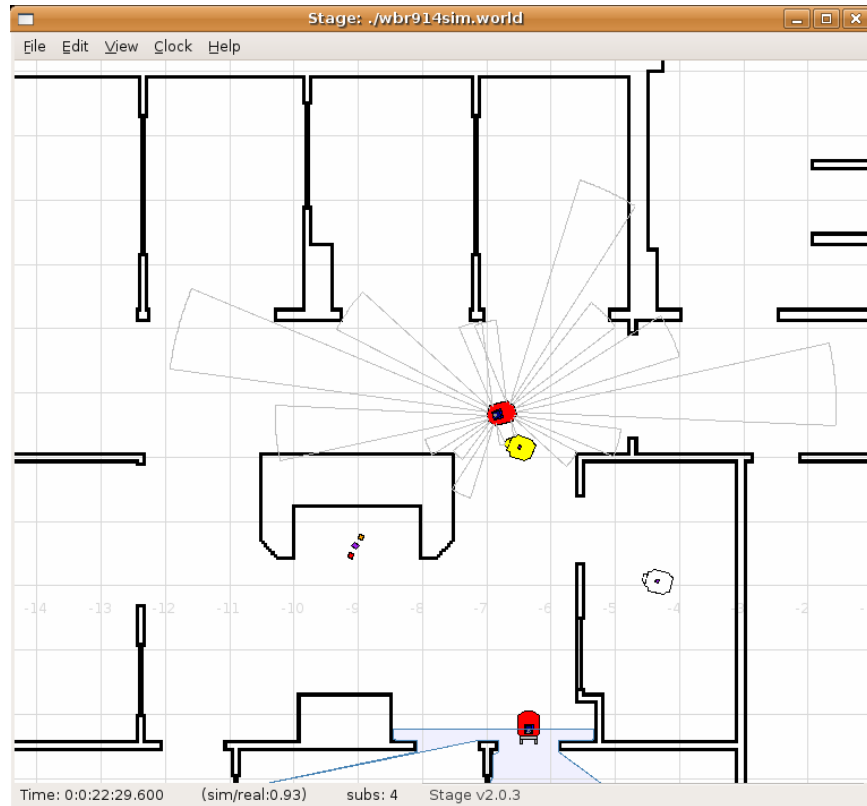 Stage: ./wbr914sim.world
File Edit View Clock Help
-14 -13 -12 -11 -10 -9 -8 -7 -6 -5 -4 -3 -2 -
Time: 0:0:22:29.600 (sim/real:0.93) subs: 4 Stage v2.0.3